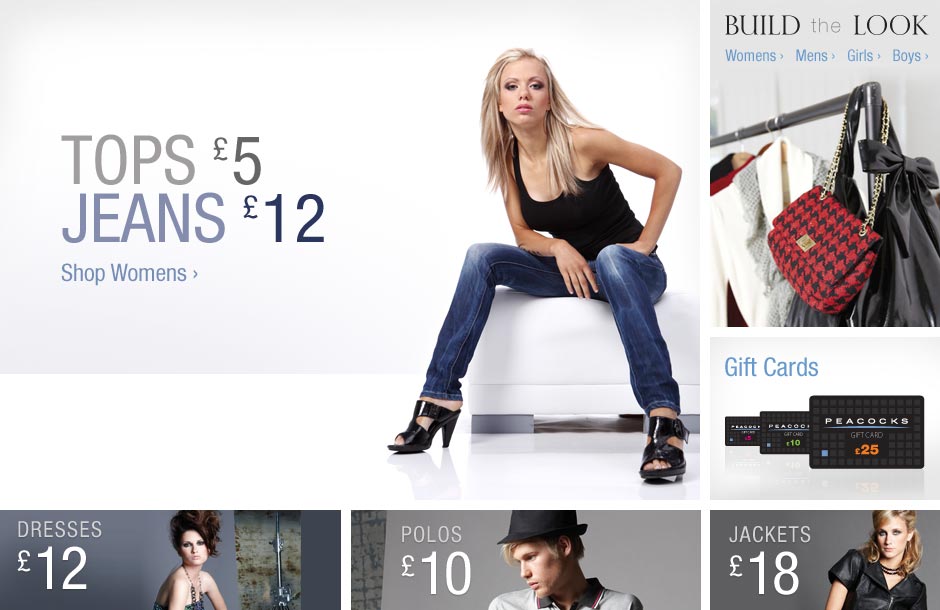 TOPS £5
JEANS £12
Shop Womens ›
BUILD the LOOK
Womens › Mens › Girls › Boys ›
Gift Cards
PEACOCKS
GIFT CARD
£5
PEACOCKS
GIFT CARD
£10
PEACOCKS
GIFT CARD
£25
DRESSES
£12
POLOS
£10
JACKETS
£18